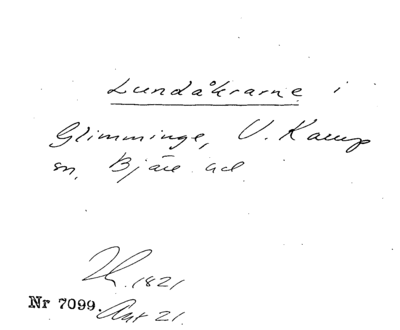 Lundåkrarne i
Glimminge, V. Karup
sn, Bjäre hd
1821
Nr 7099. Akt 21.